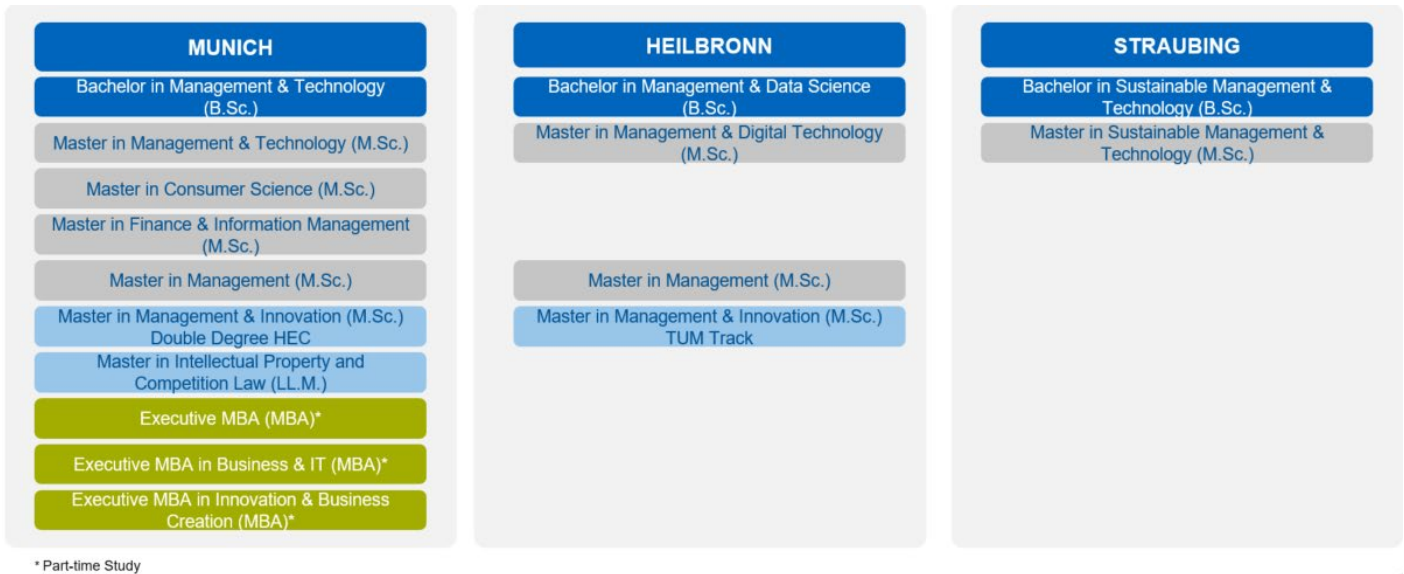 MUNICH
Bachelor in Management & Technology
(B.Sc.)
Master in Management & Technology (M.Sc.)
Master in Consumer Science (M.Sc.)
Master in Finance & Information Management
(M.Sc.)
Master in Management (M.Sc.)
Master in Management & Innovation (M.Sc.)
Double Degree HEC
Master in Intellectual Property and
Competition Law (LL.M.)
Executive MBA (MBA)*
Executive MBA in Business & IT (MBA)*
Executive MBA in Innovation & Business
Creation (MBA)*
HEILBRONN
Bachelor in Management & Data Science
(B.Sc.)
Master in Management & Digital Technology
(M.Sc.)
Master in Management (M.Sc.)
Master in Management & Innovation (M.Sc.)
TUM Track
STRAUBING
Bachelor in Sustainable Management &
Technology (B.Sc.)
Master in Sustainable Management &
Technology (M.Sc.)
* Part-time Study